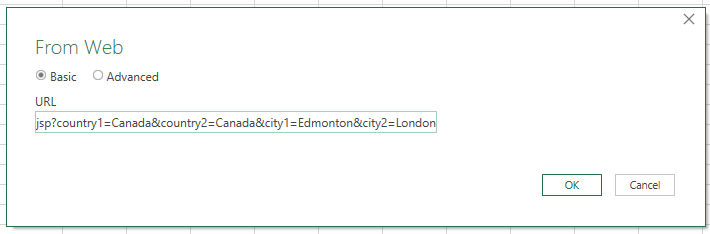 From Web
Basic Advanced
URL
jsp?country1=Canada&country2=Canada&city1=Edmonton&city2=London
OK Cancel